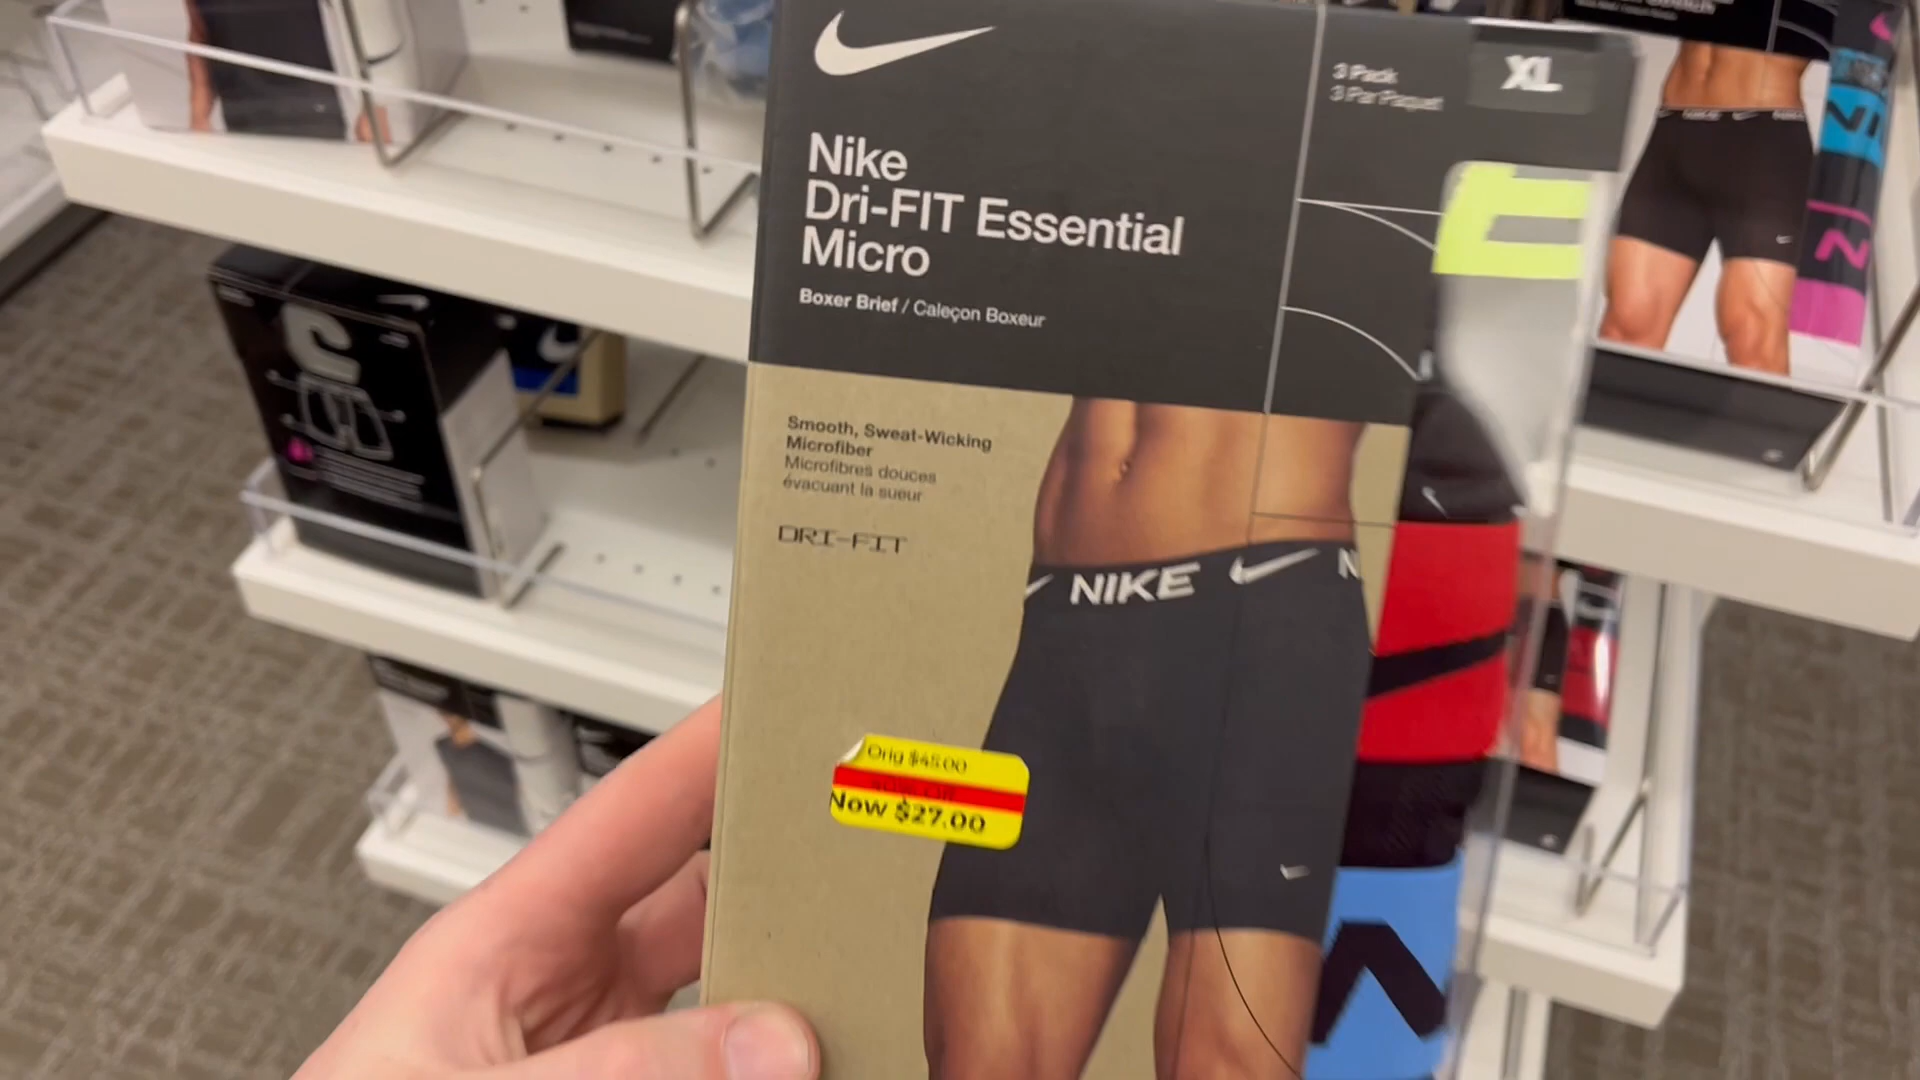 3 Pack
3 Par Paquet
XL
Nike
Dri-FIT Essential
Micro
Boxer Brief / Caleçon Boxeur
Smooth, Sweat-Wicking
Microfiber
Microfibres douces
évacuant la sueur
DRI-FIT
NIKE
Orig $45.00
Now $27.00